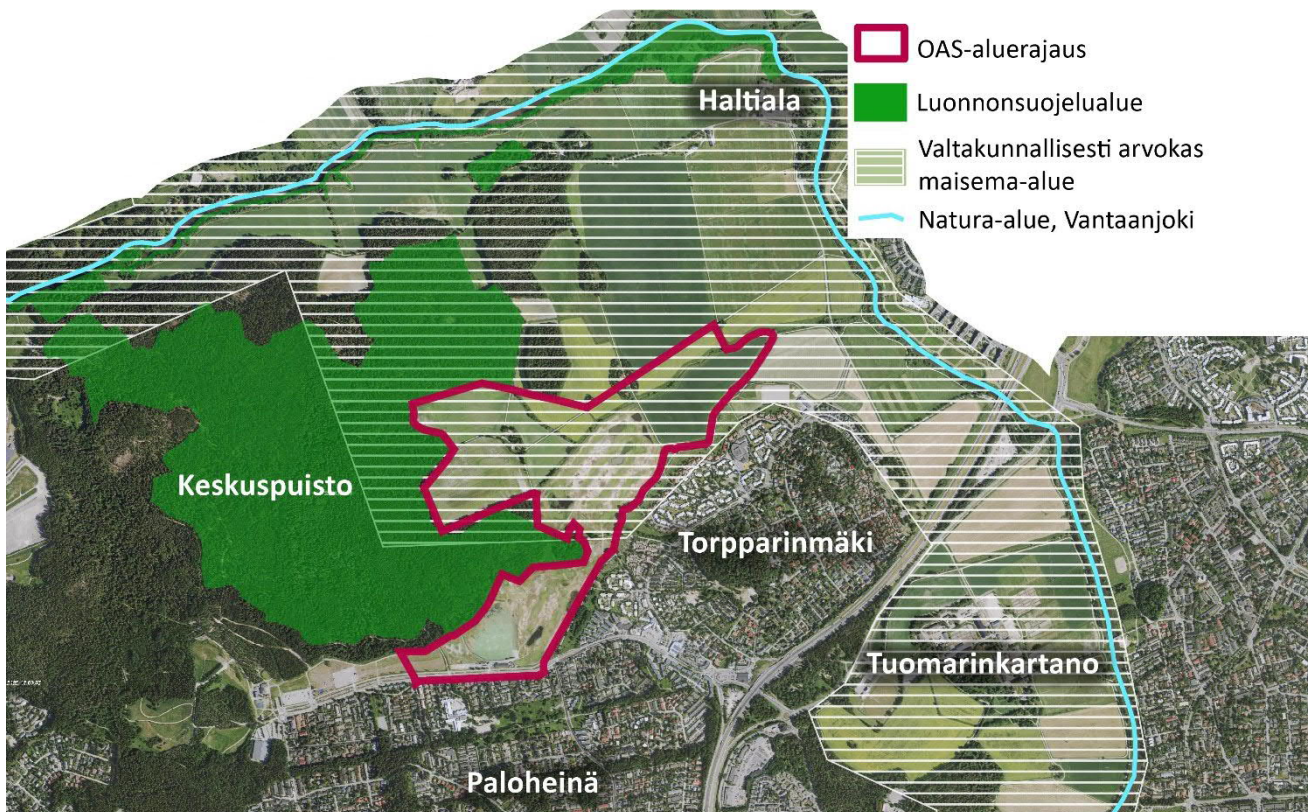 OAS-aluerajaus
Luonnonsuojelualue
Valtakunnallisesti arvokas
maisema-alue
Natura-alue, Vantaanjoki
Haltiala
Keskuspuisto
Torpparinmäki
Tuomarinkartano
Paloheinä